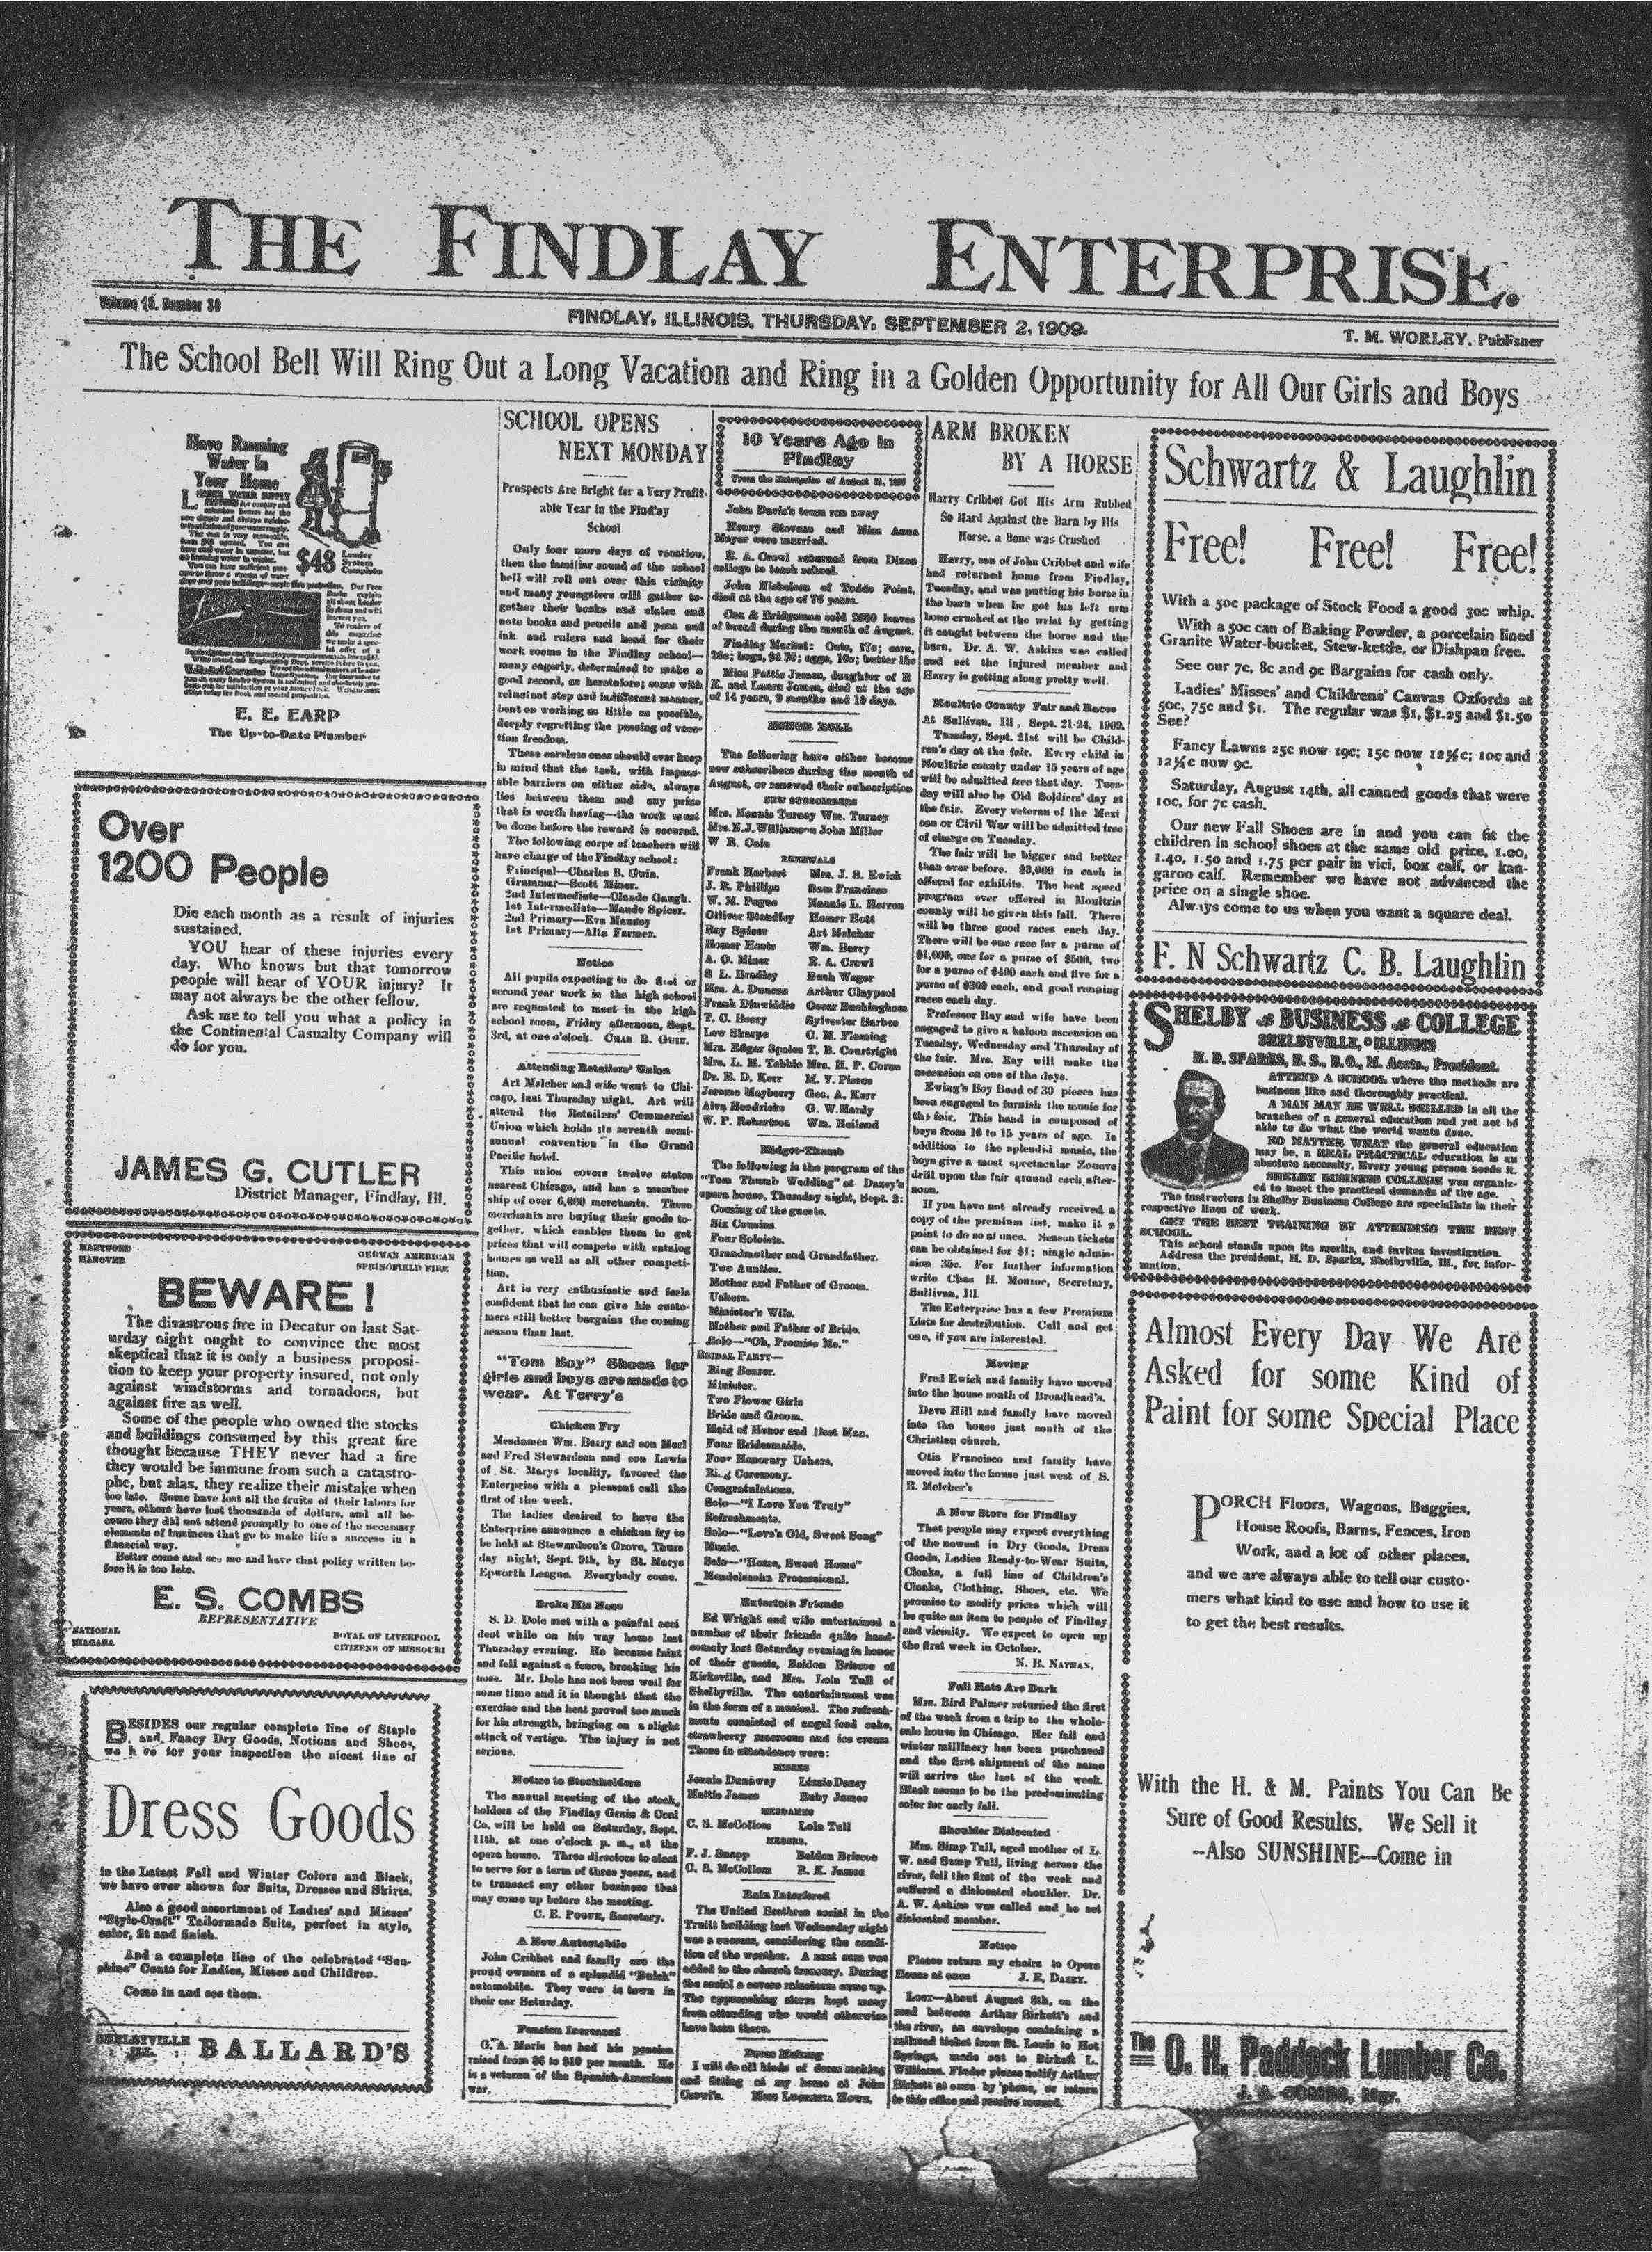 THE FINDLAY ENTERPRISE.
Volume 18. Number 38
FINDLAY, ILLINOIS, THURSDAY, SEPTEMBER 2, 1909.
T. M. WORLEY, Publisher
The School Bell Will Ring Out a Long Vacation and Ring in a Golden Opportunity for All Our Girls and Boys
Have Running
Water In
Your Home
$48 Leader
System
Complete
E. E. EARP
The Up-to-Date Plumber
Over
1200 People
Die each month as a result of injuries
sustained.
YOU hear of these injuries every
day. Who knows but that tomorrow
people will hear of YOUR injury? It
may not always be the other fellow.
Ask me to tell you what a policy in
the Continental Casualty Company will
do for you.
JAMES G. CUTLER
District Manager, Findlay, Ill.
HARTFORD
HANOVER
GERMAN AMERICAN
SPRINGFIELD FIRE
BEWARE!
The disastrous fire in Decatur on last Sat-
urday night ought to convince the most
skeptical that it is only a business proposi-
tion to keep your property insured, not only
against windstorms and tornadoes, but
against fire as well.
Some of the people who owned the stocks
and buildings consumed by this great fire
thought because THEY never had a fire
they would be immune from such a catastro-
phe, but alas, they realize their mistake when
too late. Some have lost all the fruits of their labors for
years, others have lost thousands of dollars, and all be-
cause they did not attend promptly to one of the necessary
elements of business that go to make life a success in a
financial way.
Better come and see me and have that policy written be-
fore it is too late.
E. S. COMBS
REPRESENTATIVE
NATIONAL
NIAGARA
ROYAL OF LIVERPOOL
CITIZENS OF MISSOURI
BESIDES our regular complete line of Staple
and Fancy Dry Goods, Notions and Shoes,
we h ve for your inspection the nicest line of
Dress Goods
in the Latest Fall and Winter Colors and Black,
we have ever shown for Suits, Dresses and Skirts.
Also a good assortment of Ladies' and Misses'
"Style-Craft" Tailormade Suits, perfect in style,
color, fit and finish.
And a complete line of the celebrated "Sun-
shine" Coats for Ladies, Misses and Children.
Come in and see them.
SHELBYVILLE
ILL. BALLARD'S
SCHOOL OPENS
NEXT MONDAY
Prospects Are Bright for a Very Profit-
able Year in the Findlay
School
Only four more days of vacation,
then the familiar sound of the school
bell will roll out over this vicinity
and many youngsters will gather to-
gether their books and slates and
note books and pencils and pens and
ink and rulers and head for their
work rooms in the Findlay school—
many eagerly, determined to make a
good record, as heretofore; some with
reluctant step and indifferent manner,
bent on working as little as possible,
deeply regretting the passing of vaca-
tion freedom.
These careless ones should ever keep
in mind that the task, with impass-
able barriers on either side, always
lies between them and any prize
that is worth having—the work must
be done before the reward is secured.
The following corps of teachers will
have charge of the Findlay school:
Principal—Charles B. Guin.
Grammar—Scott Miner.
2nd Intermediate—Claude Gaugh.
1st Intermediate—Maude Spicer.
2nd Primary—Eva Mauzey
1st Primary—Alta Farmer.
Notice
All pupils expecting to do first or
second year work in the high school
are requested to meet in the high
school room, Friday afternoon, Sept.
3rd, at one o'clock. CHAS. B. GUIN.
Attending Retailers' Union
Art Melcher and wife went to Chi-
cago, last Thursday night. Art will
attend the Retailers' Commercial
Union which holds its seventh semi-
annual convention in the Grand
Pacific hotel.
This union covers twelve states
nearest Chicago, and has a member
ship of over 6,000 merchants. These
merchants are buying their goods to-
gether, which enables them to get
prices that will compete with catalog
houses as well as all other competi-
tion.
Art is very enthusiastic and feels
confident that he can give his custo-
mers still better bargains the coming
season than last.
"Tom Boy" Shoes for
girls and boys are made to
wear. At Terry's
Chicken Fry
Mesdames Wm. Barry and son Merl
and Fred Stewardson and son Lewis
of St. Marys locality, favored the
Enterprise with a pleasant call the
first of the week.
The ladies desired to have the
Enterprise announce a chicken fry to
be held at Stewardson's Grove, Thurs
day night, Sept. 9th, by St. Marys
Epworth League. Everybody come.
Broke His Nose
S. D. Dole met with a painful acci
dent while on his way home last
Thursday evening. He became faint
and fell against a fence, breaking his
nose. Mr. Dole has not been well for
some time and it is thought that the
exercise and the heat proved too much
for his strength, bringing on a slight
attack of vertigo. The injury is not
serious.
Notice to Stockholders
The annual meeting of the stock-
holders of the Findlay Grain & Coal
Co. will be held on Saturday, Sept.
11th, at one o'clock p. m., at the
opera house. Three directors to elect
to serve for a term of three years, and
to transact any other business that
may come up before the meeting.
C. E. POGUE, Secretary.
A New Automobile
John Cribbet and family are the
proud owners of a splendid "Buick"
automobile. They were in town in
their car Saturday.
Pension Increased
G. A. Maris has had his pension
raised from $6 to $10 per month. He
is a veteran of the Spanish-American
war.
10 Years Ago in
Findlay
From the Enterprise of August 31, 1899
John Davis's team ran away
Henry Stevens and Miss Anna
Meyer were married.
R. A. Crowl returned from Dixon
college to teach school.
John Nicholson of Todds Point,
died at the age of 76 years.
Cox & Bridgeman sold 2600 loaves
of bread during the month of August.
Findlay Market: Oats, 17c; corn,
26c; hogs, $4 30; eggs, 10c; butter 15c
Miss Pattie James, daughter of R
K. and Laura James, died at the age
of 14 years, 9 months and 19 days.
HONOR ROLL
The following have either become
new subscribers during the month of
August, or renewed their subscription
NEW SUBSCRIBERS
Mrs. Nannie Turney Wm. Turney
Mrs. N.J. Williamson John Miller
W R. Cain
RENEWALS
Frank Harbert Mrs. J. S. Ewick
J. R. Phillips Sam Francisco
W. M. Pogue Nannie L. Herron
Olliver Standley Homer Hott
Ray Spicer Art Melcher
Homer Hoots Wm. Barry
A. O. Miner R. A. Crowl
S L. Bradley Bush Wager
Mrs. A. Duncan Arthur Claypool
Frank Dinwiddie Oscar Buckingham
T. C. Beery Sylvester Barbee
Low Sharpe G. M. Fleming
Mrs. Edgar Spates T. B. Courtright
Mrs. L. M. Tabble Mrs. H. P. Corne
Dr. E. D. Kerr M. V. Pierce
Jerome Mayberry Geo. A. Kerr
Alva Hendricks G. W. Hardy
W. P. Robertson Wm. Heiland
Midget-Thumb
The following is the program of the
"Tom Thumb Wedding" at Dazey's
opera house, Thursday night, Sept. 2:
Coming of the guests.
Six Cousins.
Four Soloists.
Grandmother and Grandfather.
Two Aunties.
Mother and Father of Groom.
Ushers.
Minister's Wife.
Mother and Father of Bride.
Solo—"Oh, Promise Me."
BRIDAL PARTY—
Ring Bearer.
Minister.
Two Flower Girls
Bride and Groom.
Maid of Honor and Best Man.
Four Bridesmaids.
Four Honorary Ushers.
Ring Ceremony.
Congratulations.
Solo—"I Love You Truly"
Refreshments.
Solo—"Love's Old, Sweet Song"
Music.
Solo—"Home, Sweet Home"
Mendelssohn Processional.
Entertain Friends
Ed Wright and wife entertained a
number of their friends quite hand-
somely last Saturday evening in honor
of their guests, Beldon Briscoe of
Kirksville, and Mrs. Lola Tull of
Shelbyville. The entertainment was
in the form of a musical. The refresh-
ments consisted of angel food cake,
strawberry macroons and ice cream
Those in attendance were:
MISSES
Jennie Dunaway Lizzie Dazey
Mattie James Ruby James
MESDAMES
C. S. McCollom Lola Tull
MESSRS.
F. J. Snapp Beldon Briscoe
C. S. McCollom R. K. James
Rain Interfered
The United Brethren social in the
Truitt building last Wednesday night
was a success, considering the condi-
tion of the weather. A neat sum was
added to the church treasury. During
the social a severe rainstorm came up.
The approaching storm kept many
from attending who would otherwise
have been there.
Dress Making
I will do all kinds of dress making
and fitting at my home at John
Crowl's.
ARM BROKEN
BY A HORSE
Harry Cribbet Got His Arm Rubbed
So Hard Against the Barn by His
Horse, a Bone was Crushed
Harry, son of John Cribbet and wife
had returned home from Findlay,
Tuesday, and was putting his horse in
the barn when he got his left arm
bone crushed at the wrist by getting
it caught between the horse and the
barn. Dr. A. W. Askins was called
and set the injured member and
Harry is getting along pretty well.
Moultrie County Fair and Races
At Sullivan, Ill, Sept. 21-24, 1909.
Tuesday, Sept. 21st will be Child-
ren's day at the fair. Every child in
Moultrie county under 15 years of age
will be admitted free that day. Tues-
day will also be Old Soldiers' day at
the fair. Every veteran of the Mexi
can or Civil War will be admitted free
of charge on Tuesday.
The fair will be bigger and better
than ever before. $3,000 in cash is
offered for exhibits. The best speed
program ever offered in Moultrie
county will be given this fall. There
will be three good races each day.
There will be one race for a purse of
$1,000, one for a purse of $500, two
for a purse of $400 each and five for a
purse of $300 each, and good running
races each day.
Professor Ray and wife have been
engaged to give a baloon ascension on
Tuesday, Wednesday and Thursday of
the fair. Mrs. Ray will make the
ascension on one of the days.
Ewing's Boy Band of 30 pieces has
been engaged to furnish the music for
the fair. This band is composed of
boys from 10 to 15 years of age. In
addition to the splendid music, the
boys give a most spectacular Zouave
drill upon the fair ground each after-
noon.
If you have not already received a
copy of the premium list, make it a
point to do so at once. Season tickets
can be obtained for $1; single admis-
sion 35c. For further information
write Chas H. Monroe, Secretary,
Sullivan, Ill.
The Enterprise has a few Premium
Lists for destribution. Call and get
one, if you are interested.
Moving
Fred Ewick and family have moved
into the house south of Broadhead's.
Dave Hill and family have moved
into the house just south of the
Christian church.
Otis Francisco and family have
moved into the house just west of S.
B. Melcher's
A New Store for Findlay
That people may expect everything
of the newest in Dry Goods, Dress
Goods, Ladies Ready-to-Wear Suits,
Cloaks, a full line of Children's
Cloaks, Clothing, Shoes, etc. We
promise to modify prices which will
be quite an item to people of Findlay
and vicinity. We expect to open up
the first week in October.
N. B. NATHAN.
Fall Hats Are Dark
Mrs. Bird Palmer returned the first
of the week from a trip to the whole-
sale house in Chicago. Her fall and
winter millinery has been purchased
and the first shipment of the same
will arrive the last of the week.
Black seems to be the predominating
color for early fall.
Shoulder Dislocated
Mrs. Simp Tull, aged mother of L.
W. and Samp Tull, living across the
river, fell the first of the week and
suffered a dislocated shoulder. Dr.
A. W. Askins was called and he set
dislocated member.
Notice
Please return my chairs to Opera
House at once J. E. DAZEY.
LOST—About August 8th, on the
road between Arthur Birkett's and
the river, an envelope containing a
railroad ticket from St. Louis to Hot
Springs, made out to Birkett L.
Williams. Finder please notify Arthur
Birkett at once by 'phone, or return
to this office and receive reward.
Schwartz & Laughlin
Free! Free! Free!
With a 50c package of Stock Food a good 30c whip.
With a 50c can of Baking Powder, a porcelain lined
Granite Water-bucket, Stew-kettle, or Dishpan free.
See our 7c, 8c and 9c Bargains for cash only.
Ladies' Misses' and Childrens' Canvas Oxfords at
50c, 75c and $1. The regular was $1, $1.25 and $1.50
See?
Fancy Lawns 25c now 19c; 15c now 12½c; 10c and
12½c now 9c.
Saturday, August 14th, all canned goods that were
10c, for 7c cash.
Our new Fall Shoes are in and you can fit the
children in school shoes at the same old price, 1.00,
1.40, 1.50 and 1.75 per pair in vici, box calf, or kan-
garoo calf. Remember we have not advanced the
price on a single shoe.
Always come to us when you want a square deal.
F. N Schwartz C. B. Laughlin
SHELBY BUSINESS COLLEGE
SHELBYVILLE, ILLINOIS
H. D. SPARKS, B. S., B. O., M. Accts., President.
ATTEND A SCHOOL where the methods are
business like and thoroughly practical.
A MAN MAY BE WELL DRILLED in all the
branches of a general education and yet not be
able to do what the world wants done.
NO MATTER WHAT the general education
may be, a REAL PRACTICAL education is an
absolute necessity. Every young person needs it.
SHELBY BUSINESS COLLEGE was organiz-
ed to meet the practical demands of the age.
The instructors in Shelby Business College are specialists in their
respective lines of work.
GET THE BEST TRAINING BY ATTENDING THE BEST
SCHOOL.
This school stands upon its merits, and invites investigation.
Address the president, H. D. Sparks, Shelbyville, Ill., for infor-
mation.
Almost Every Day We Are
Asked for some Kind of
Paint for some Special Place
PORCH Floors, Wagons, Buggies,
House Roofs, Barns, Fences, Iron
Work, and a lot of other places,
and we are always able to tell our custo-
mers what kind to use and how to use it
to get the best results.
With the H. & M. Paints You Can Be
Sure of Good Results. We Sell it
--Also SUNSHINE—Come in
The O. H. Paddock Lumber Co.
J. A. COMBS, Mgr.